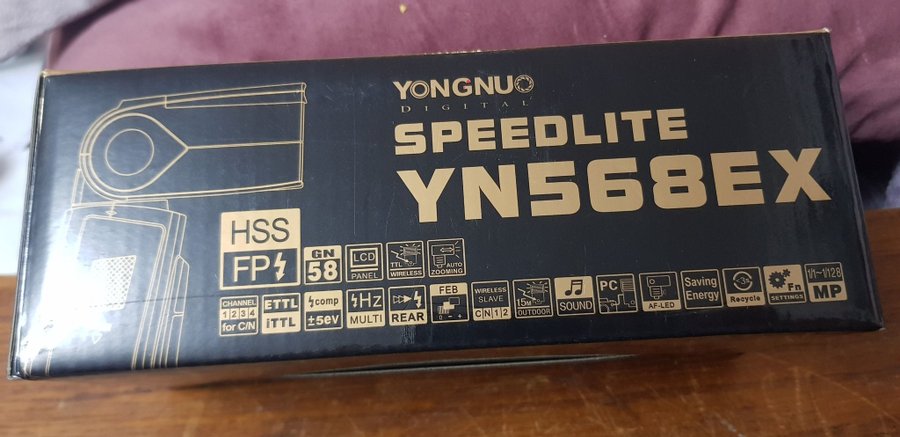 YONGNUO
DIGITAL
SPEEDLITE
YN568EX
HSS
FP
GN
58
LCD
PANEL
TTL
WIRELESS
AUTO
ZOOMING
CHANNEL
1 2 3 4
for C/N
ETTL
iTTL
comp
±5ev
Hz
MULTI
REAR
FEB
- 0 +
WIRELESS
SLAVE
C N 1 2
15M
OUTDOOR
SOUND
PC
AF-LED
Saving
Energy
<3s
Recycle
Fn
SETTINGS
1/1~1/128
MP